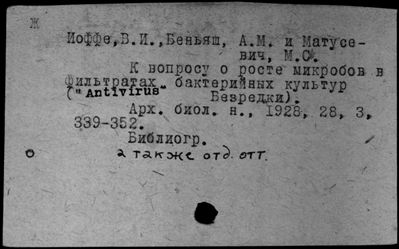 Ж
Иоффе,В.И.,Беньяш, А.М. и Матусе-
вич, М.С.
К вопросу о росте микробов в
фильтратах бактерийных культур
("Antivirus" Безредки).
Арх. биол. н., 1928, 28, 3,
339-352.
Библиогр.
а также отд. отт.